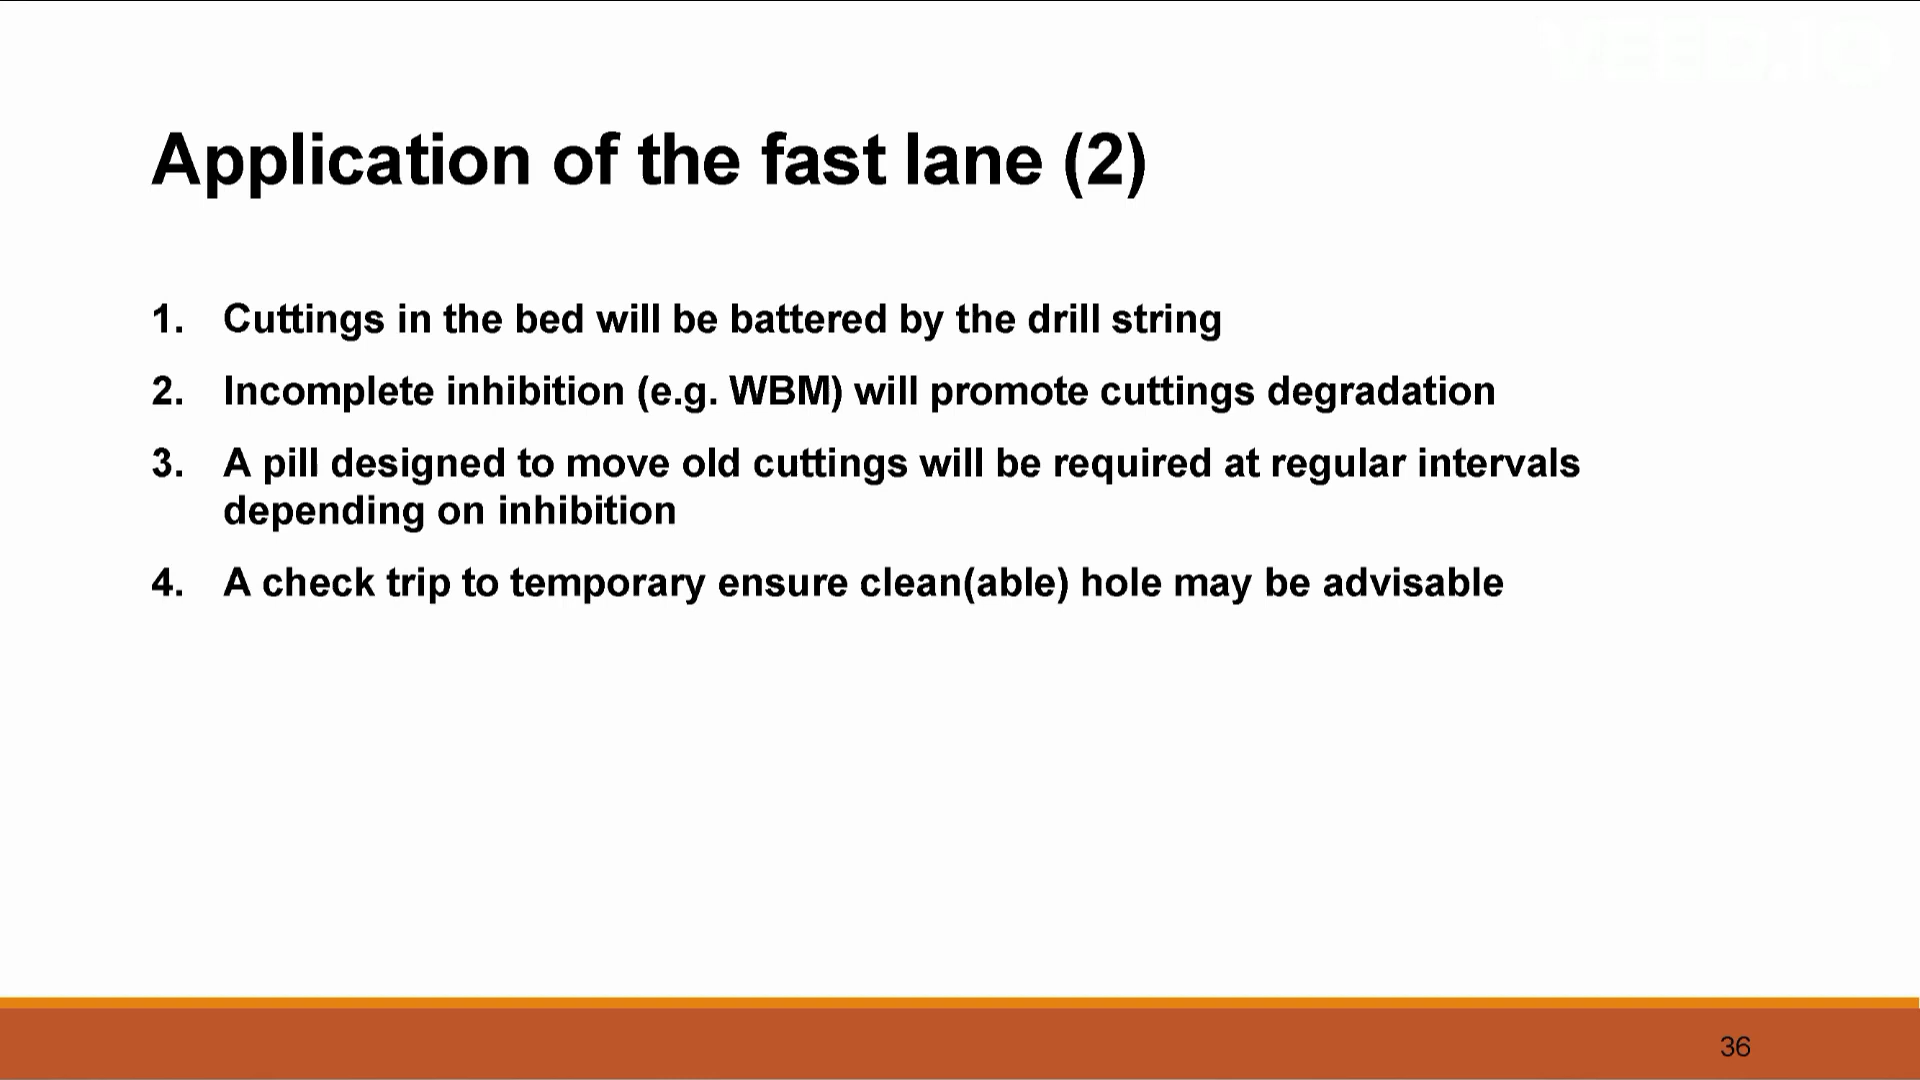 Application of the fast lane (2)
1. Cuttings in the bed will be battered by the drill string
2. Incomplete inhibition (e.g. WBM) will promote cuttings degradation
3. A pill designed to move old cuttings will be required at regular intervals
depending on inhibition
4. A check trip to temporary ensure clean(able) hole may be advisable
36